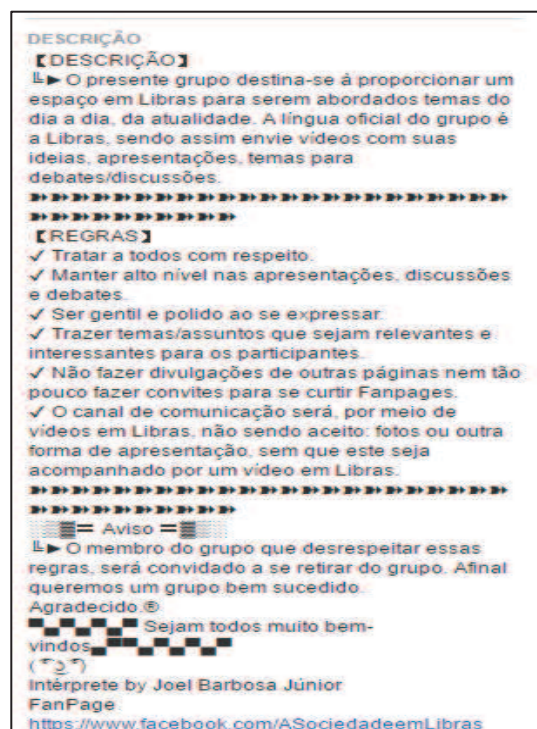 DESCRIÇÃO
【DESCRIÇÃO】
╚► O presente grupo destina-se á proporcionar um
espaço em Libras para serem abordados temas do
dia a dia, da atualidade. A língua oficial do grupo é
a Libras, sendo assim envie vídeos com suas
ideias, apresentações, temas para
debates/discussões.
➽➽➽➽➽➽➽➽➽➽➽➽➽➽➽➽➽➽➽➽➽
➽➽➽➽➽➽➽➽➽
【REGRAS】
✓ Tratar a todos com respeito.
✓ Manter alto nível nas apresentações, discussões
e debates.
✓ Ser gentil e polido ao se expressar.
✓ Trazer temas/assuntos que sejam relevantes e
interessantes para os participantes.
✓ Não fazer divulgações de outras páginas nem tão
pouco fazer convites para se curtir Fanpages.
✓ O canal de comunicação será, por meio de
vídeos em Libras, não sendo aceito: fotos ou outra
forma de apresentação, sem que este seja
acompanhado por um vídeo em Libras.
➽➽➽➽➽➽➽➽➽➽➽➽➽➽➽➽➽➽➽➽➽
➽➽➽➽➽➽➽➽➽
░▒▓═ Aviso ═▓▒░
╚► O membro do grupo que desrespeitar essas
regras, será convidado a se retirar do grupo. Afinal
queremos um grupo bem sucedido.
Agradecido.®
▀▄▀▄▀▄▀ Sejam todos muito bem-
vindos▄▀▀▄▀▄▀▄▀
( ͡° ͜ʖ ͡°)
Intérprete by Joel Barbosa Júnior
FanPage
https://www.facebook.com/ASociedadeemLibras